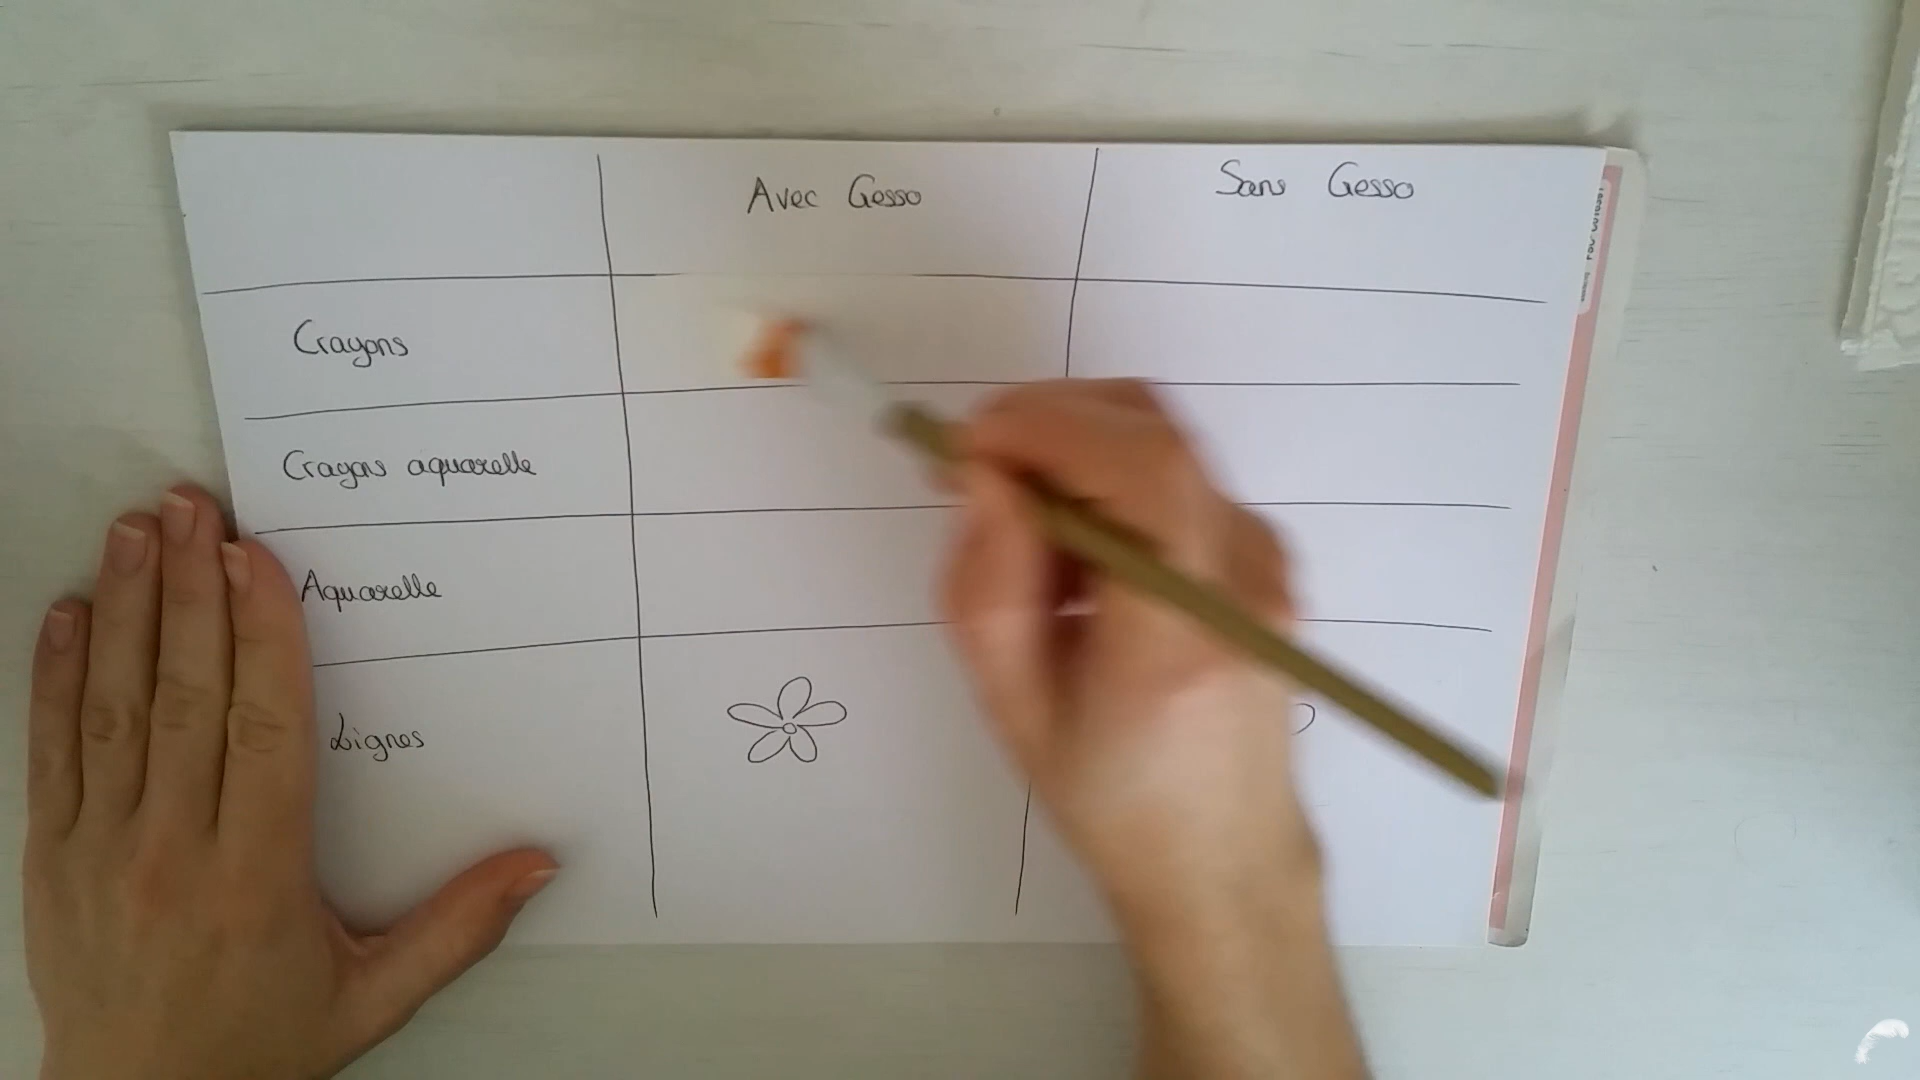 Avec Gesso
Sans Gesso
Crayons
Crayons aquarelle
Aquarelle
Lignes